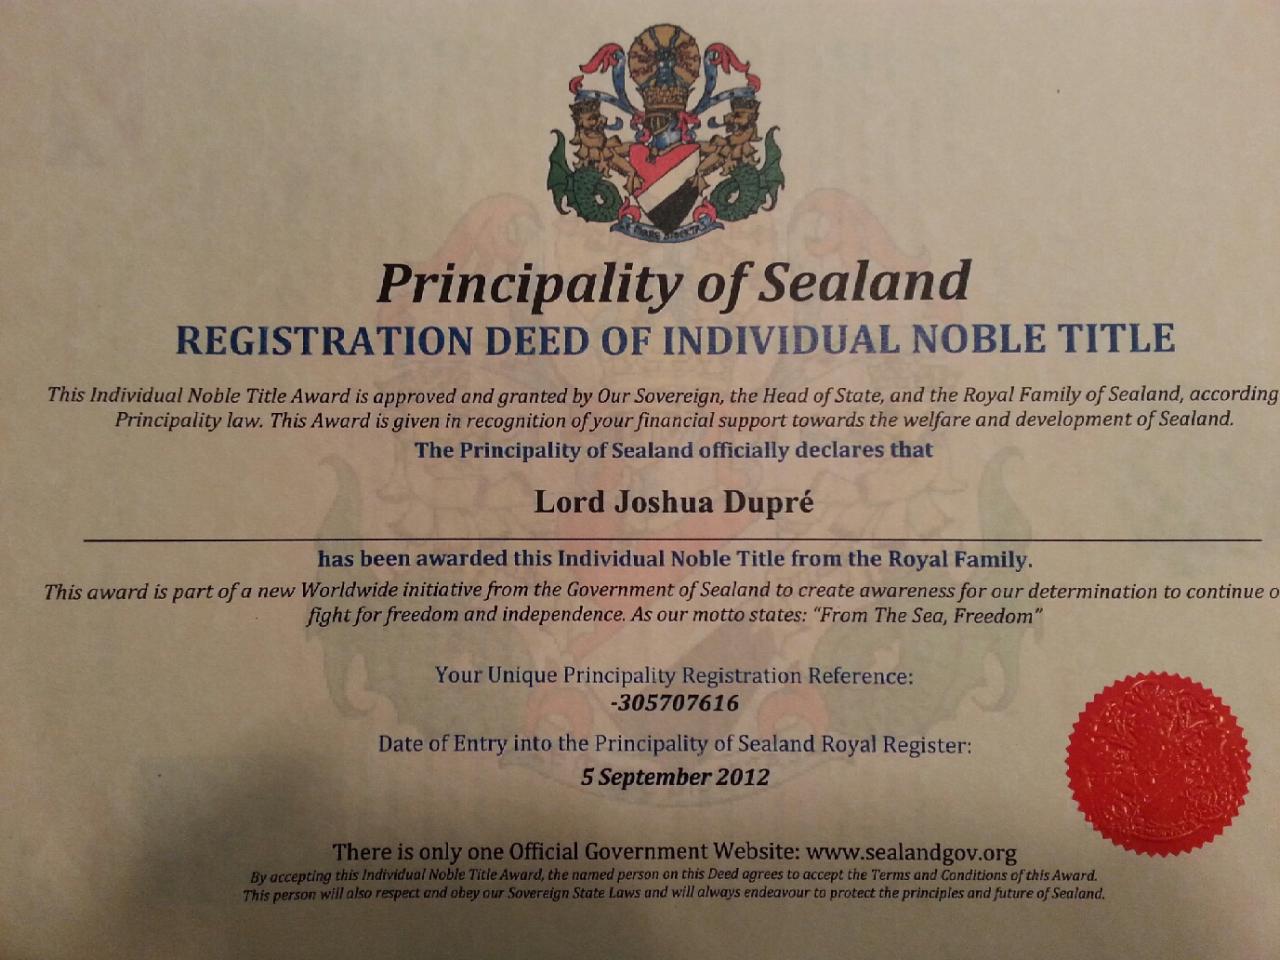 E MARE LIBERTAS
Principality of Sealand
REGISTRATION DEED OF INDIVIDUAL NOBLE TITLE
This Individual Noble Title Award is approved and granted by Our Sovereign, the Head of State, and the Royal Family of Sealand, according
Principality law. This Award is given in recognition of your financial support towards the welfare and development of Sealand.
The Principality of Sealand officially declares that
Lord Joshua Dupré
has been awarded this Individual Noble Title from the Royal Family.
This award is part of a new Worldwide initiative from the Government of Sealand to create awareness for our determination to continue o
fight for freedom and independence. As our motto states: “From The Sea, Freedom”
Your Unique Principality Registration Reference:
-305707616
Date of Entry into the Principality of Sealand Royal Register:
5 September 2012
There is only one Official Government Website: www.sealandgov.org
By accepting this Individual Noble Title Award, the named person on this Deed agrees to accept the Terms and Conditions of this Award.
This person will also respect and obey our Sovereign State Laws and will always endeavour to protect the principles and future of Sealand.